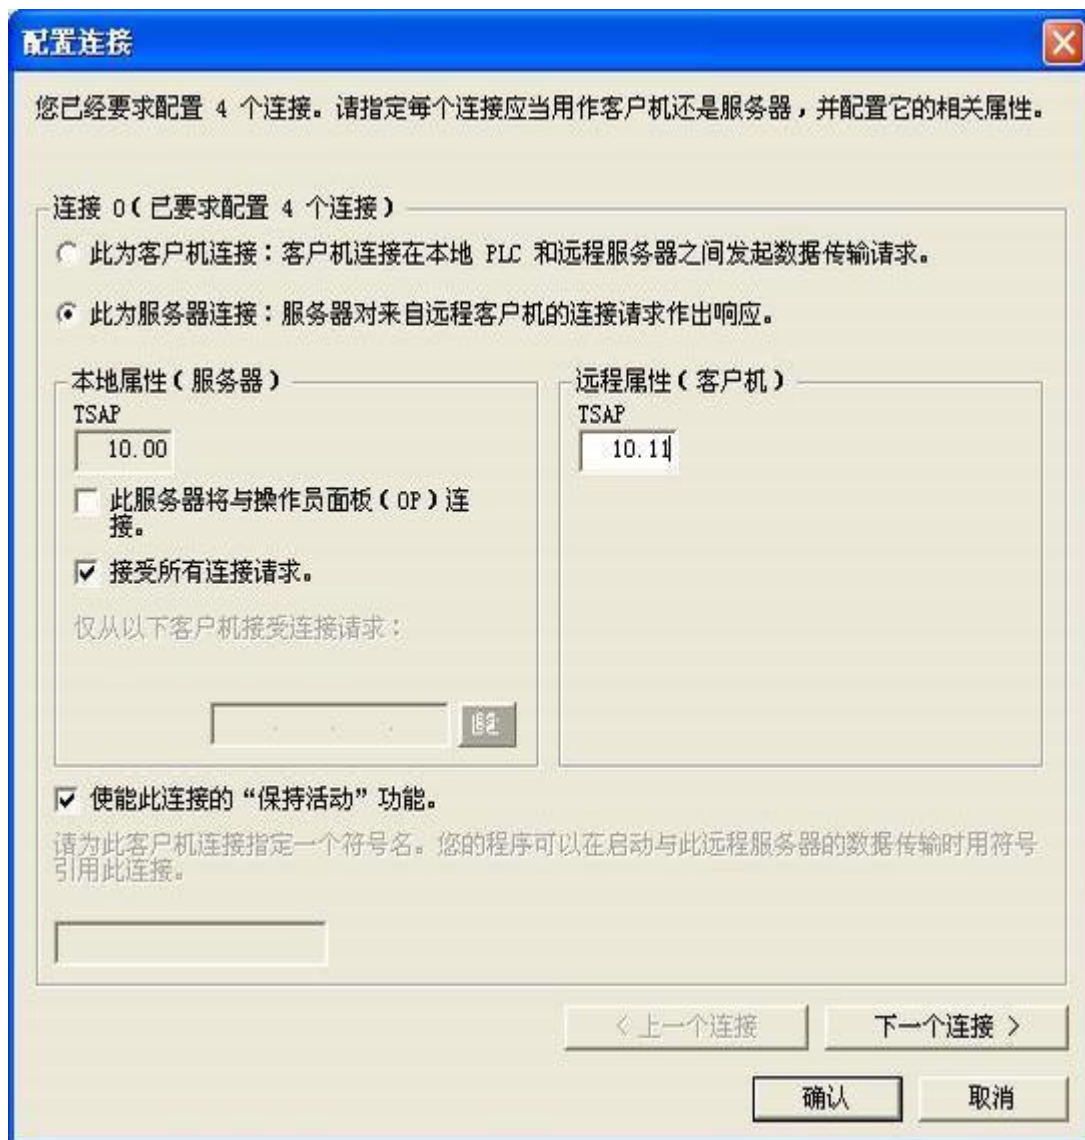 配置连接
您已经要求配置 4 个连接。请指定每个连接应当用作客户机还是服务器，并配置它的相关属性。
连接 0（已要求配置 4 个连接）
此为客户机连接：客户机连接在本地 PLC 和远程服务器之间发起数据传输请求。
此为服务器连接：服务器对来自远程客户机的连接请求作出响应。
本地属性（服务器）
TSAP
10.00
此服务器将与操作员面板（OP）连
接。
接受所有连接请求。
仅从以下客户机接受连接请求：
远程属性（客户机）
TSAP
10.11
使能此连接的“保持活动”功能。
请为此客户机连接指定一个符号名。您的程序可以在启动与此远程服务器的数据传输时用符号
引用此连接。
< 上一个连接
下一个连接 >
确认
取消